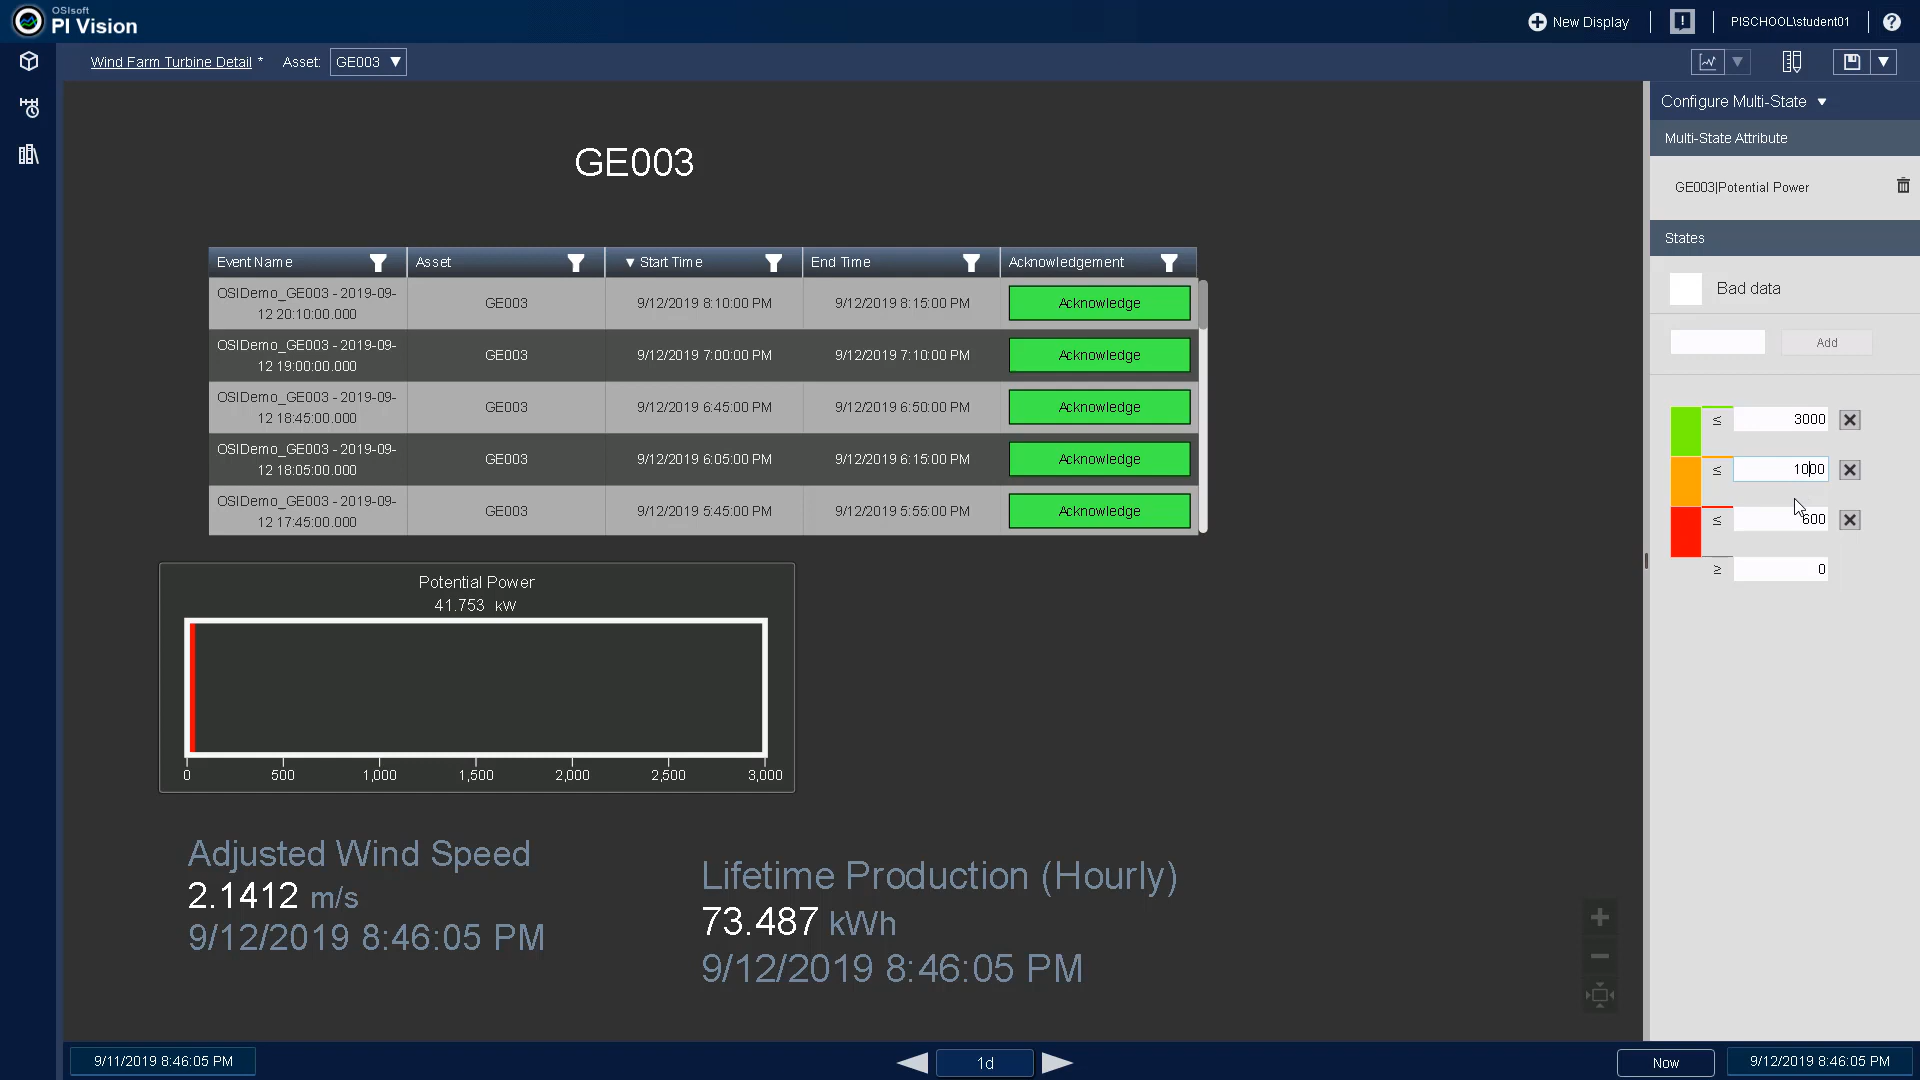 OSIsoft
PI Vision
New Display
PISCHOOL\student01
Wind Farm Turbine Detail * Asset: GE003
GE003
Event Name Asset Start Time End Time Acknowledgement
OSIDemo_GE003 - 2019-09-
12 20:10:00.000
GE003 9/12/2019 8:10:00 PM 9/12/2019 8:15:00 PM Acknowledge
OSIDemo_GE003 - 2019-09-
12 19:00:00.000
GE003 9/12/2019 7:00:00 PM 9/12/2019 7:10:00 PM Acknowledge
OSIDemo_GE003 - 2019-09-
12 18:45:00.000
GE003 9/12/2019 6:45:00 PM 9/12/2019 6:50:00 PM Acknowledge
OSIDemo_GE003 - 2019-09-
12 18:05:00.000
GE003 9/12/2019 6:05:00 PM 9/12/2019 6:15:00 PM Acknowledge
OSIDemo_GE003 - 2019-09-
12 17:45:00.000
GE003 9/12/2019 5:45:00 PM 9/12/2019 5:55:00 PM Acknowledge
Potential Power
41.753 kW
0 500 1,000 1,500 2,000 2,500 3,000
Adjusted Wind Speed
2.1412 m/s
9/12/2019 8:46:05 PM
Lifetime Production (Hourly)
73.487 kWh
9/12/2019 8:46:05 PM
Configure Multi-State
Multi-State Attribute
GE003|Potential Power
States
Bad data
Add
≤ 3000
≤ 1000
≤ 600
≥ 0
9/11/2019 8:46:05 PM
1d
Now
9/12/2019 8:46:05 PM